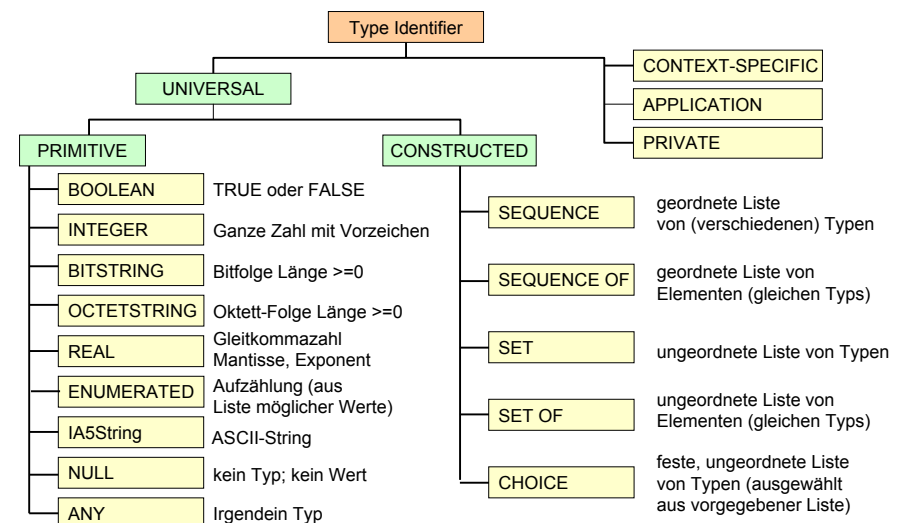 Type Identifier
UNIVERSAL
CONTEXT-SPECIFIC
APPLICATION
PRIVATE
PRIMITIVE
BOOLEAN
TRUE oder FALSE
INTEGER
Ganze Zahl mit Vorzeichen
BITSTRING
Bitfolge Länge >=0
OCTETSTRING
Oktett-Folge Länge >=0
REAL
Gleitkommazahl
Mantisse, Exponent
ENUMERATED
Aufzählung (aus
Liste möglicher Werte)
IA5String
ASCII-String
NULL
kein Typ; kein Wert
ANY
Irgendein Typ
CONSTRUCTED
SEQUENCE
geordnete Liste
von (verschiedenen) Typen
SEQUENCE OF
geordnete Liste von
Elementen (gleichen Typs)
SET
ungeordnete Liste von Typen
SET OF
ungeordnete Liste von
Elementen (gleichen Typs)
CHOICE
feste, ungeordnete Liste
von Typen (ausgewählt
aus vorgegebener Liste)